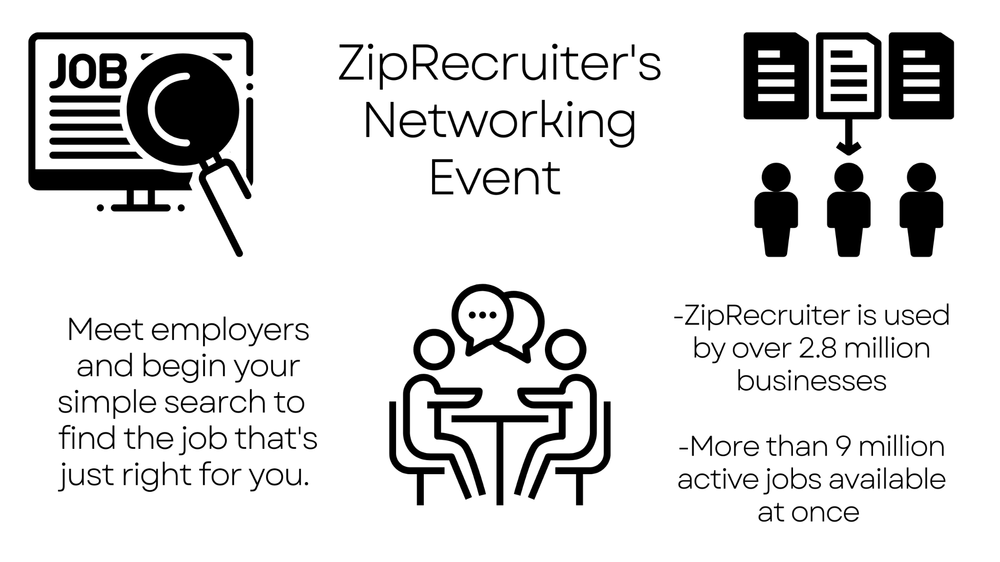 JOB
ZipRecruiter's
Networking
Event
Meet employers
and begin your
simple search to
find the job that's
just right for you.
-ZipRecruiter is used
by over 2.8 million
businesses
-More than 9 million
active jobs available
at once